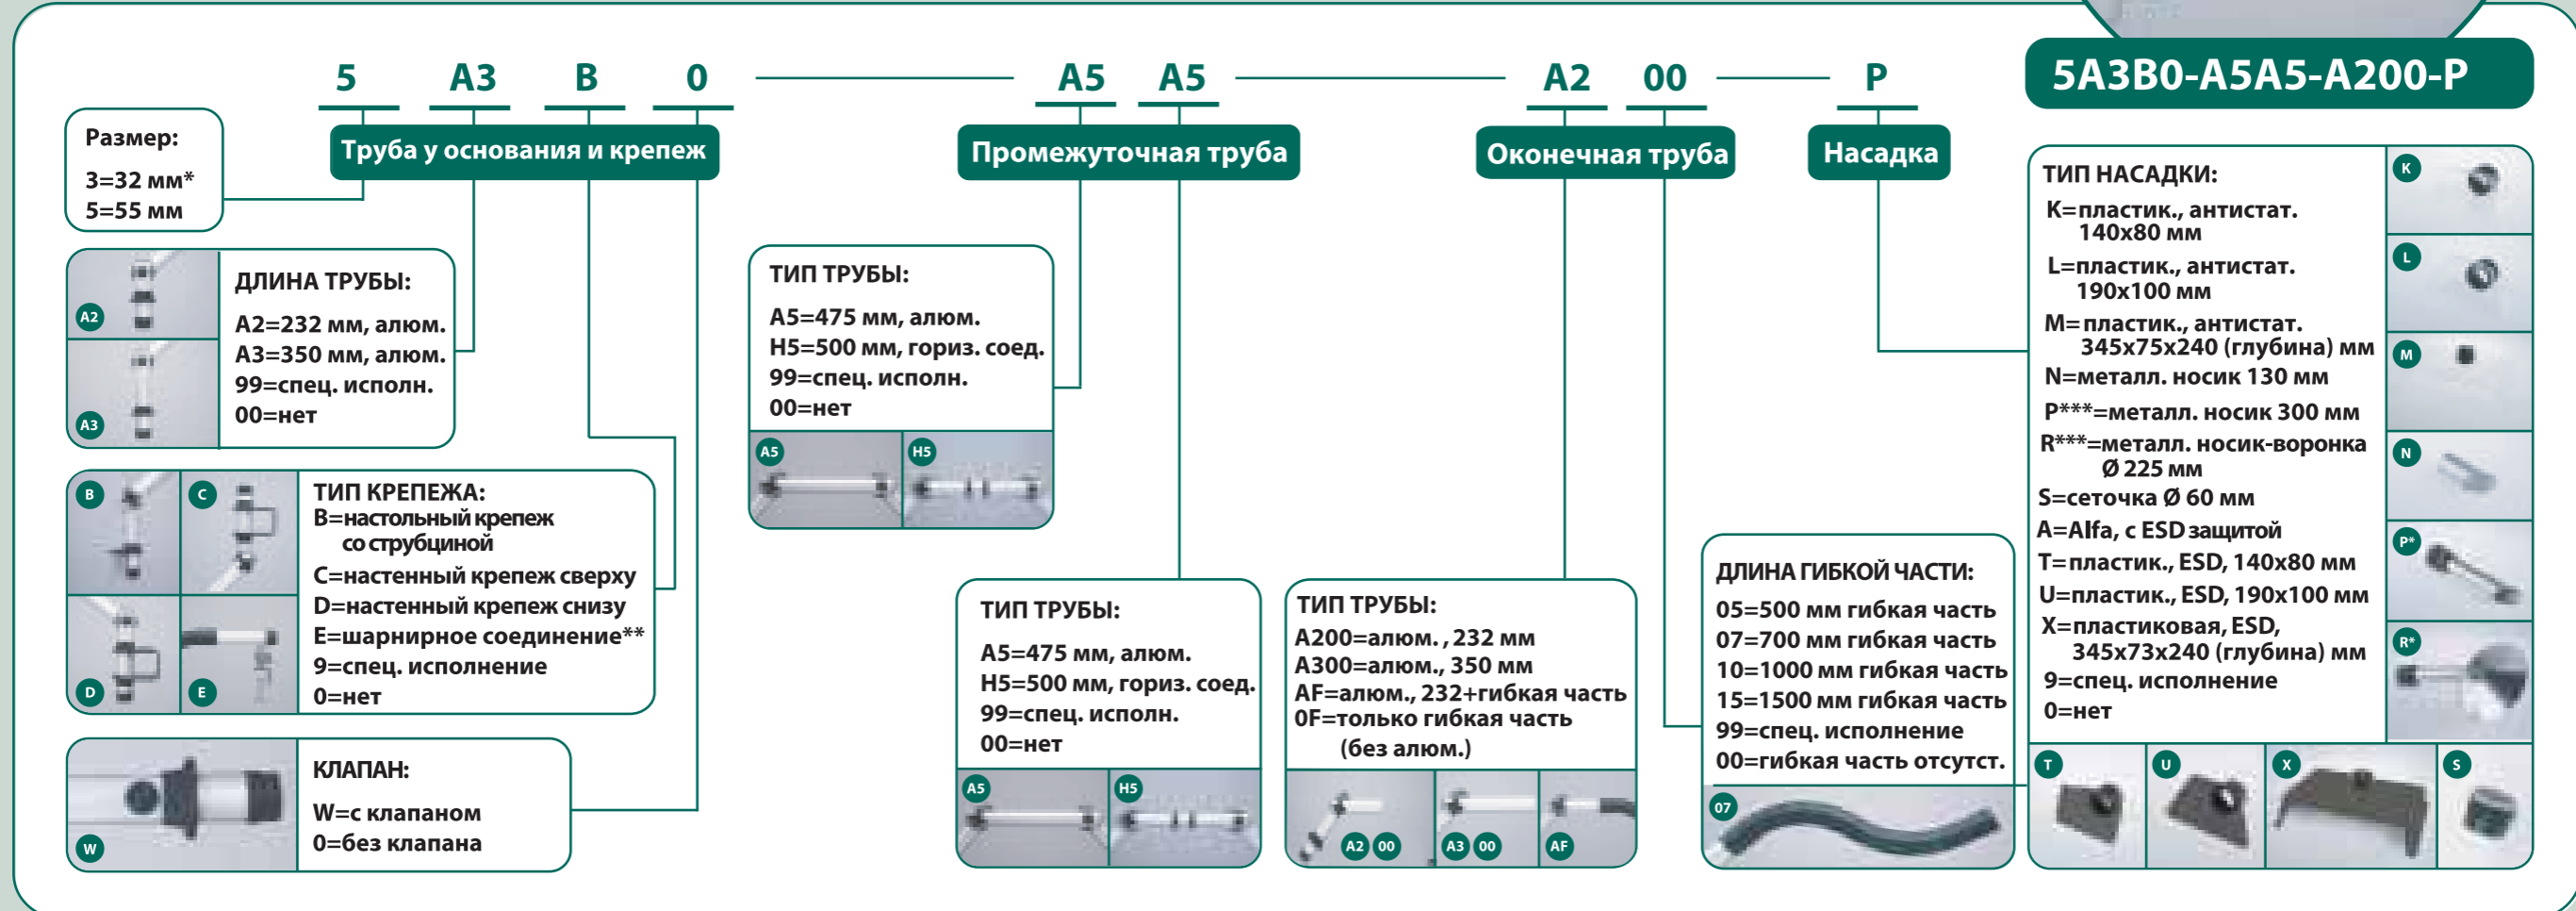 5 A3 B 0 A5 A5 A2 00 P
5A3B0-A5A5-A200-P
Труба у основания и крепеж
Промежуточная труба
Оконечная труба
Насадка
Размер:
3=32 мм*
5=55 мм
A2
A3
ДЛИНА ТРУБЫ:
A2=232 мм, алюм.
A3=350 мм, алюм.
99=спец. исполн.
00=нет
B
C
D
E
ТИП КРЕПЕЖА:
B=настольный крепеж
со струбциной
C=настенный крепеж сверху
D=настенный крепеж снизу
E=шарнирное соединение**
9=спец. исполнение
0=нет
W
КЛАПАН:
W=с клапаном
0=без клапана
ТИП ТРУБЫ:
A5=475 мм, алюм.
H5=500 мм, гориз. соед.
99=спец. исполн.
00=нет
A5
H5
ТИП ТРУБЫ:
A5=475 мм, алюм.
H5=500 мм, гориз. соед.
99=спец. исполн.
00=нет
A5
H5
ТИП ТРУБЫ:
A200=алюм., 232 мм
A300=алюм., 350 мм
AF=алюм., 232+гибкая часть
0F=только гибкая часть
(без алюм.)
A2 00
A3 00
AF
ДЛИНА ГИБКОЙ ЧАСТИ:
05=500 мм гибкая часть
07=700 мм гибкая часть
10=1000 мм гибкая часть
15=1500 мм гибкая часть
99=спец. исполнение
00=гибкая часть отсутст.
07
ТИП НАСАДКИ:
K=пластик., антистат.
140x80 мм
L=пластик., антистат.
190x100 мм
M=пластик., антистат.
345x75x240 (глубина) мм
N=металл. носик 130 мм
P***=металл. носик 300 мм
R***=металл. носик-воронка
Ø 225 мм
S=сеточка Ø 60 мм
A=Alfa, с ESD защитой
T=пластик., ESD, 140x80 мм
U=пластик., ESD, 190x100 мм
X=пластиковая, ESD,
345x73x240 (глубина) мм
9=спец. исполнение
0=нет
K
L
M
N
P*
R*
T
U
X
S